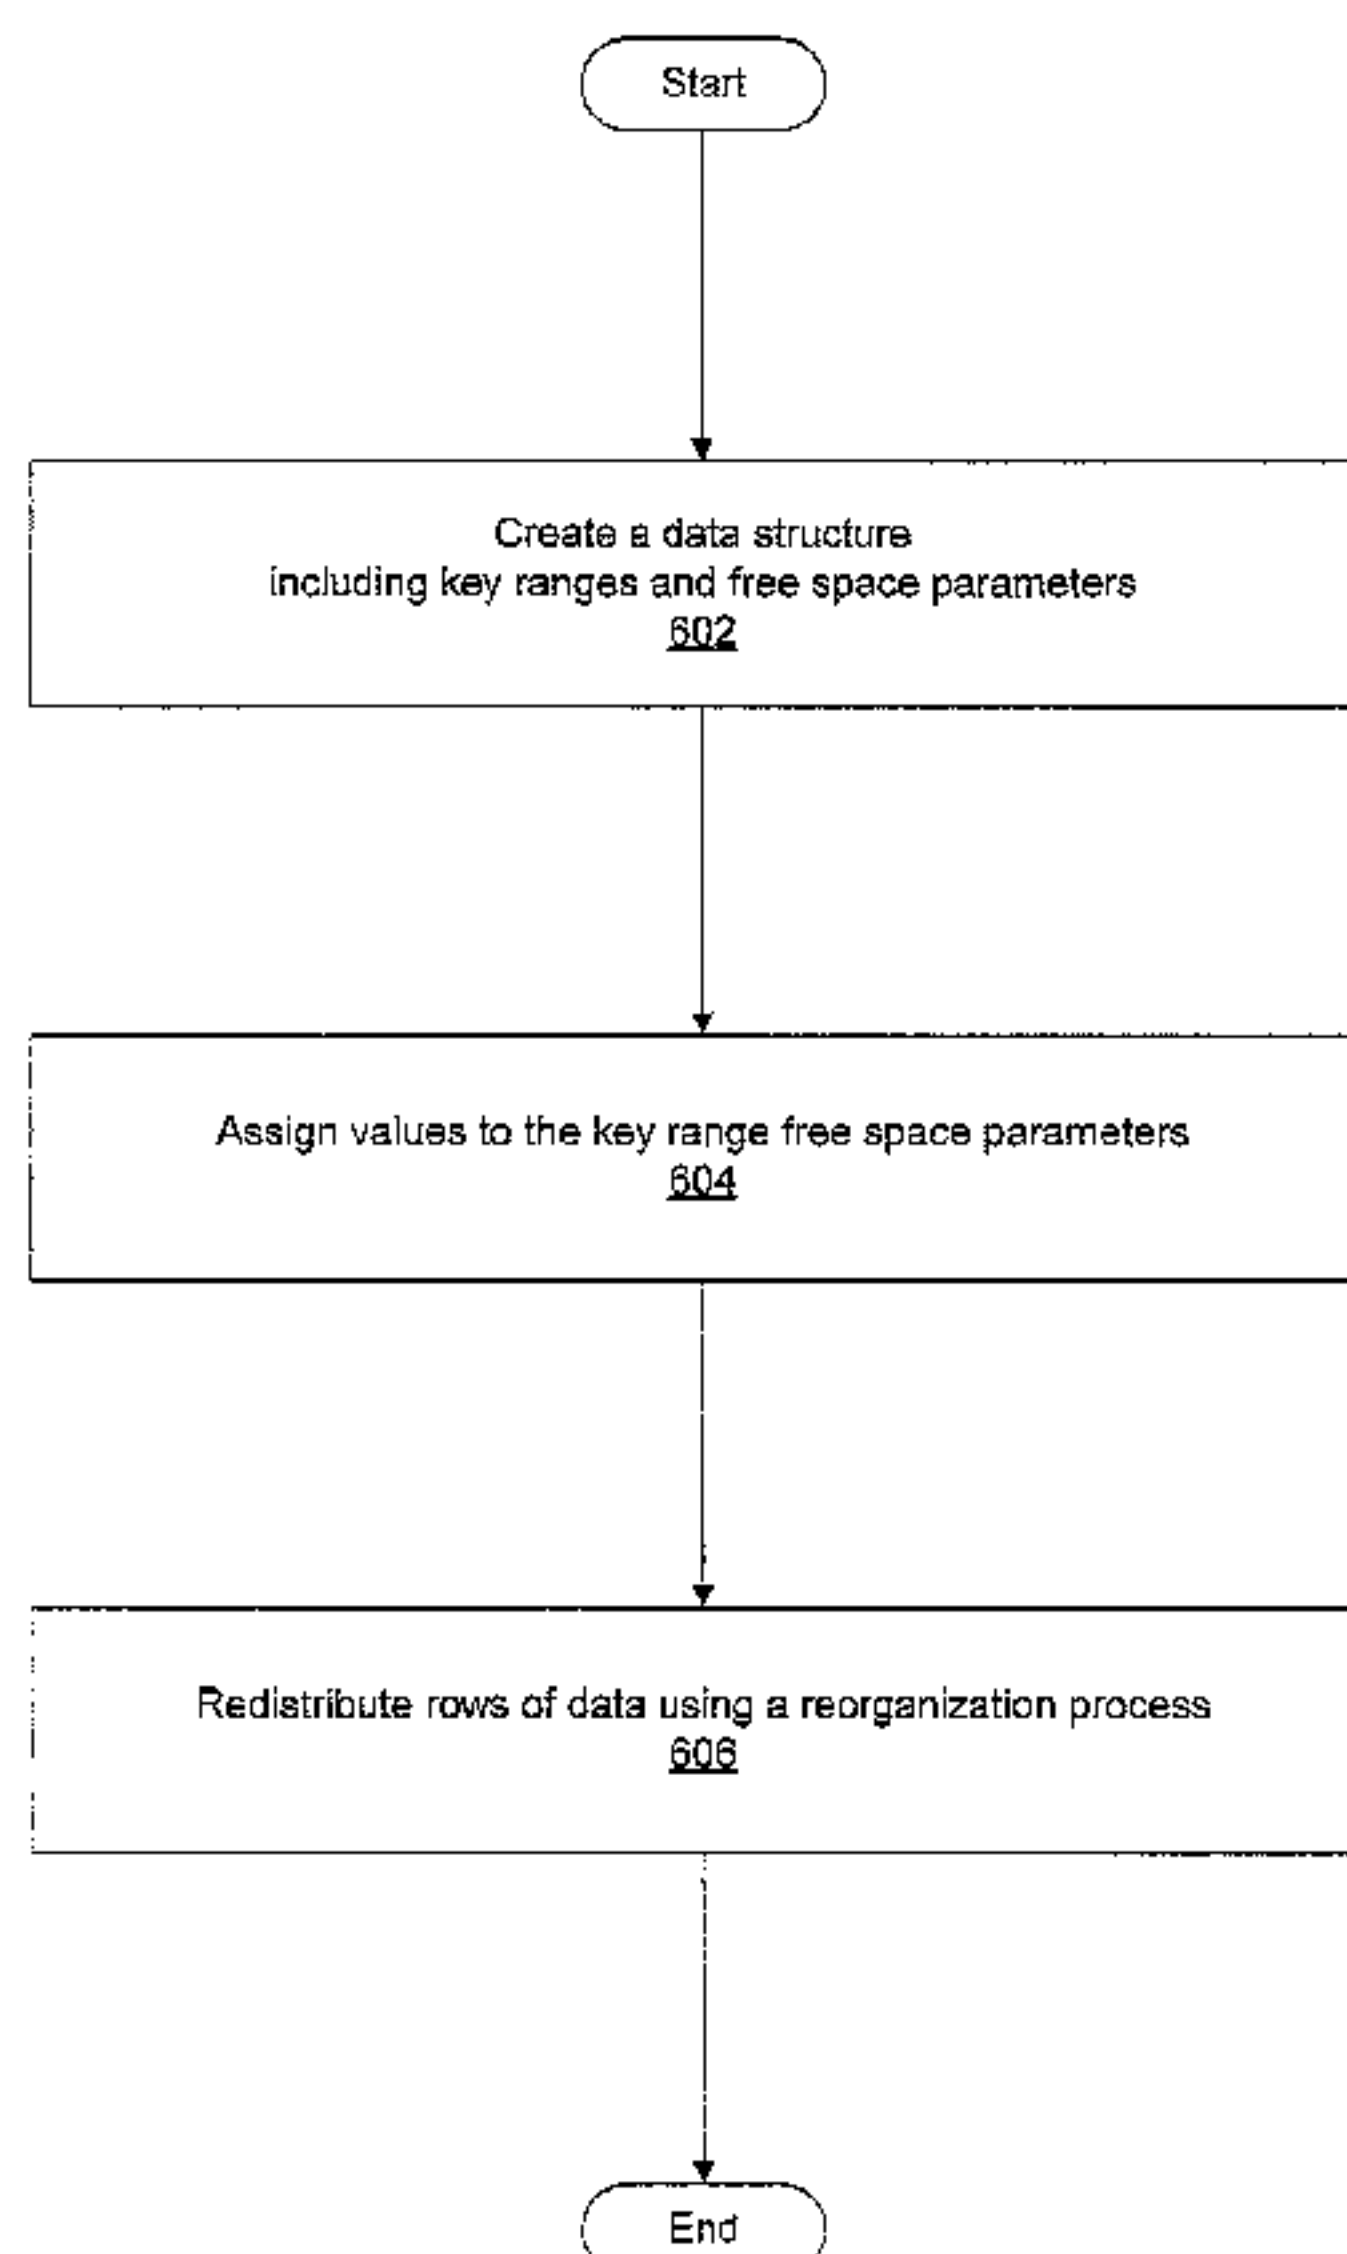 Start
Create a data structure
including key ranges and free space parameters
602
Assign values to the key range free space parameters
604
Redistribute rows of data using a reorganization process
606
End